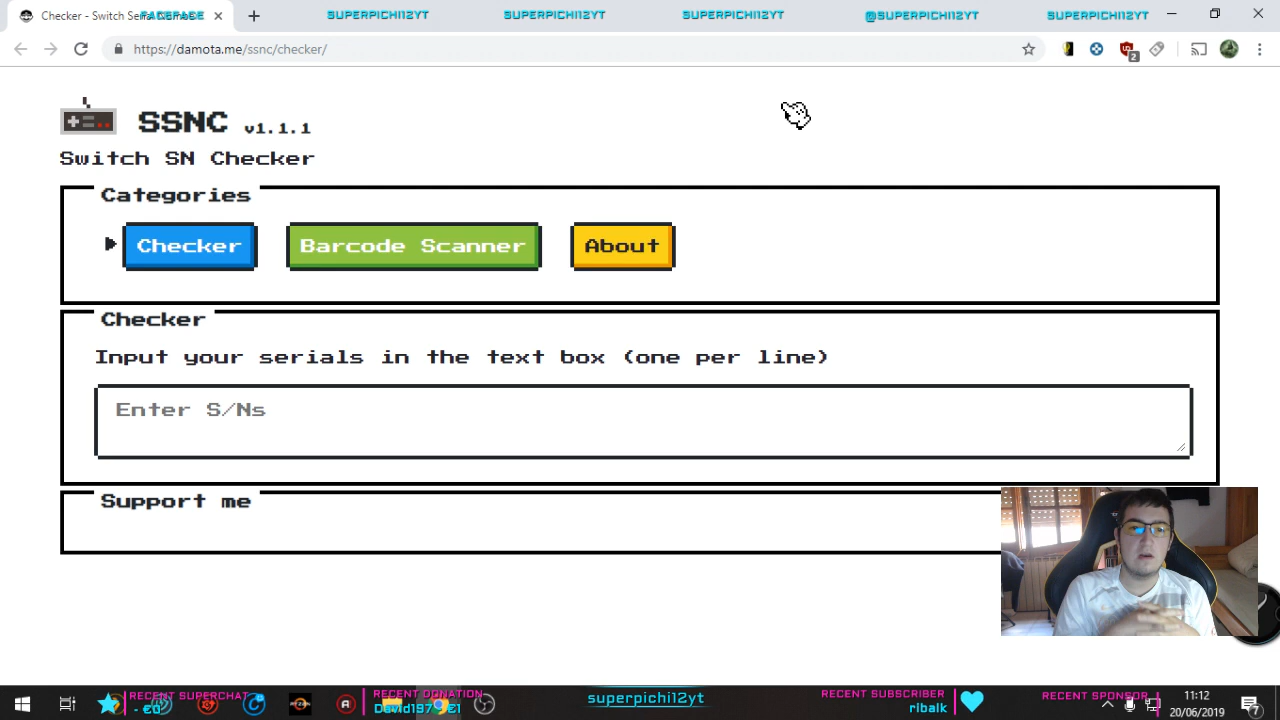 SUPERPICHI12YT SUPERPICHI12YT SUPERPICHI12YT @SUPERPICHI12YT SUPERPICHI12YT
Checker - Switch
https://damota.me/ssnc/checker/
2
SSNC v1.1.1
Switch SN Checker
Categories
Checker Barcode Scanner About
Checker
Input your serials in the text box (one per line)
Enter S/Ns
Support me
RECENT SUPERCHAT
RECENT DONATION
superpichi12yt
RECENT SUBSCRIBER
ribalk
RECENT SPONSOR
11:12
20/06/2019
7